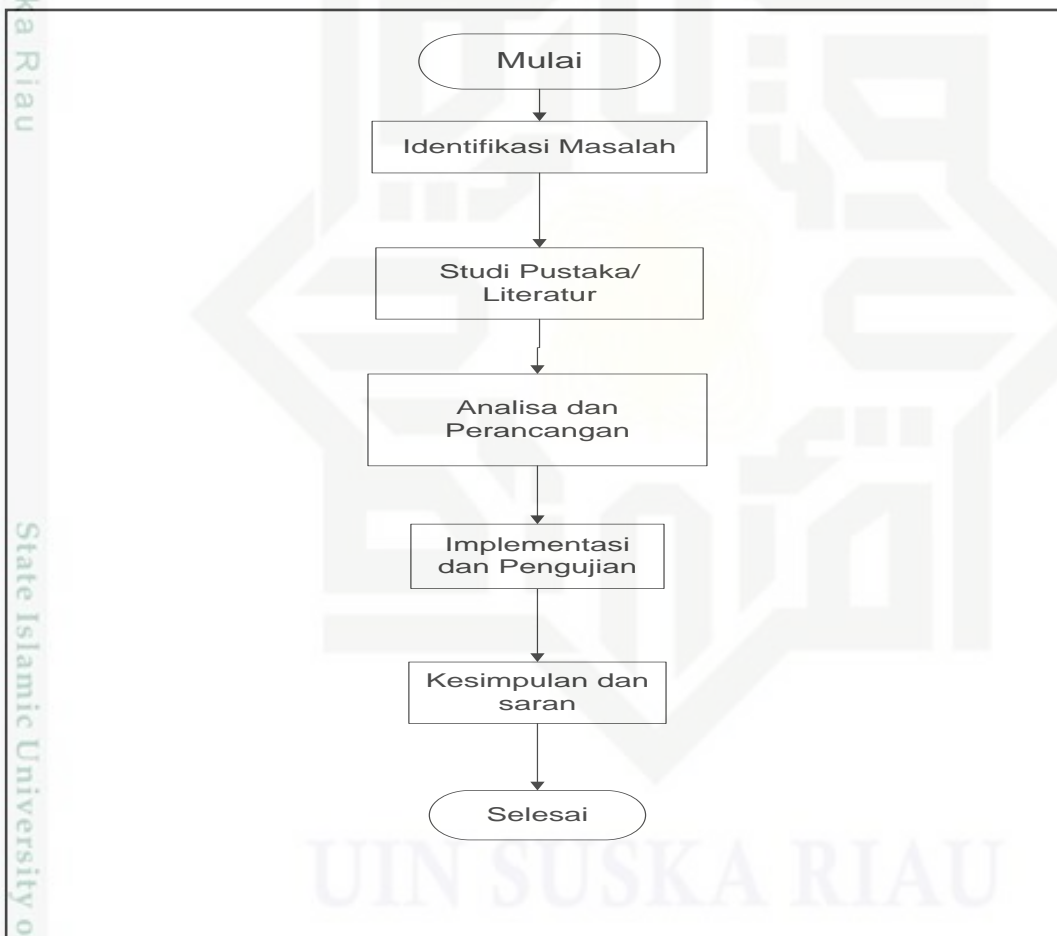 Mulai
Identifikasi Masalah
Studi Pustaka/
Literatur
Analisa dan
Perancangan
Implementasi
dan Pengujian
Kesimpulan dan
saran
Selesai
UIN SUSKA RIAU
ka Riau
State Islamic University o